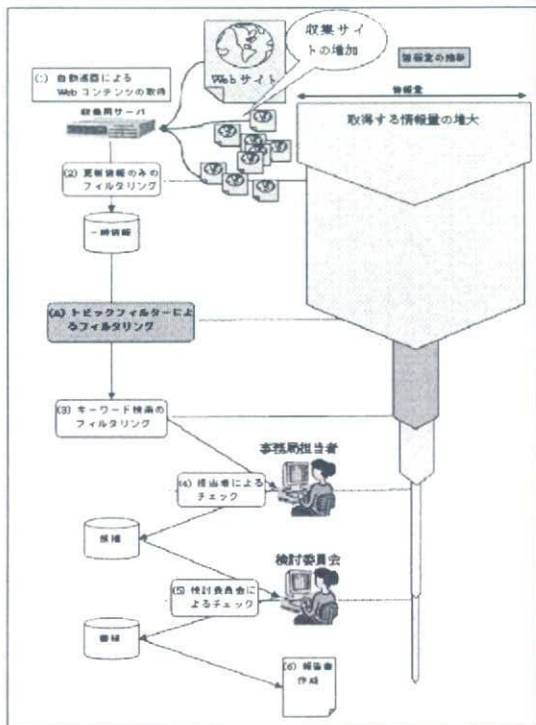 収集サイ
トの増加
Webサイト
情報量の推移
情報量
取得する情報量の増大
自動巡回による
Webコンテンツの取得
収集用サーバ
(2) 更新情報のみの
フィルタリング
一時情報
(A) トピックフィルターによ
るフィルタリング
(3) キーワード検索の
フィルタリング
事務局担当者
(4) 担当者による
チェック
候補
検討委員会
(5) 検討委員会に
よるチェック
登録
(6) 報告書
作成